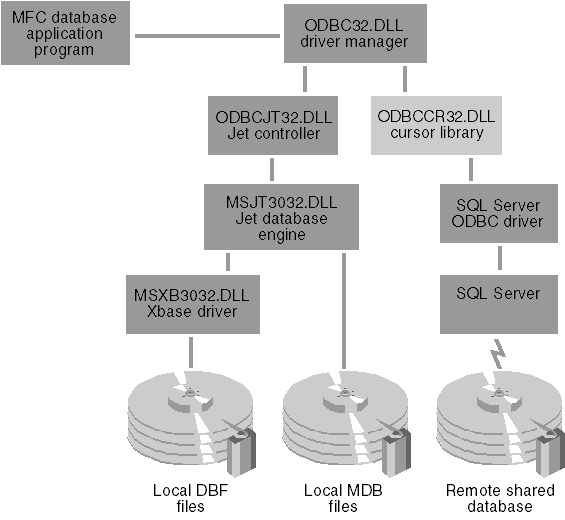 MFC database
application
program
ODBC32.DLL
driver manager
ODBCJT32.DLL
Jet controller
ODBCCR32.DLL
cursor library
MSJT3032.DLL
Jet database
engine
SQL Server
ODBC driver
MSXB3032.DLL
Xbase driver
SQL Server
Local DBF
files
Local MDB
files
Remote shared
database